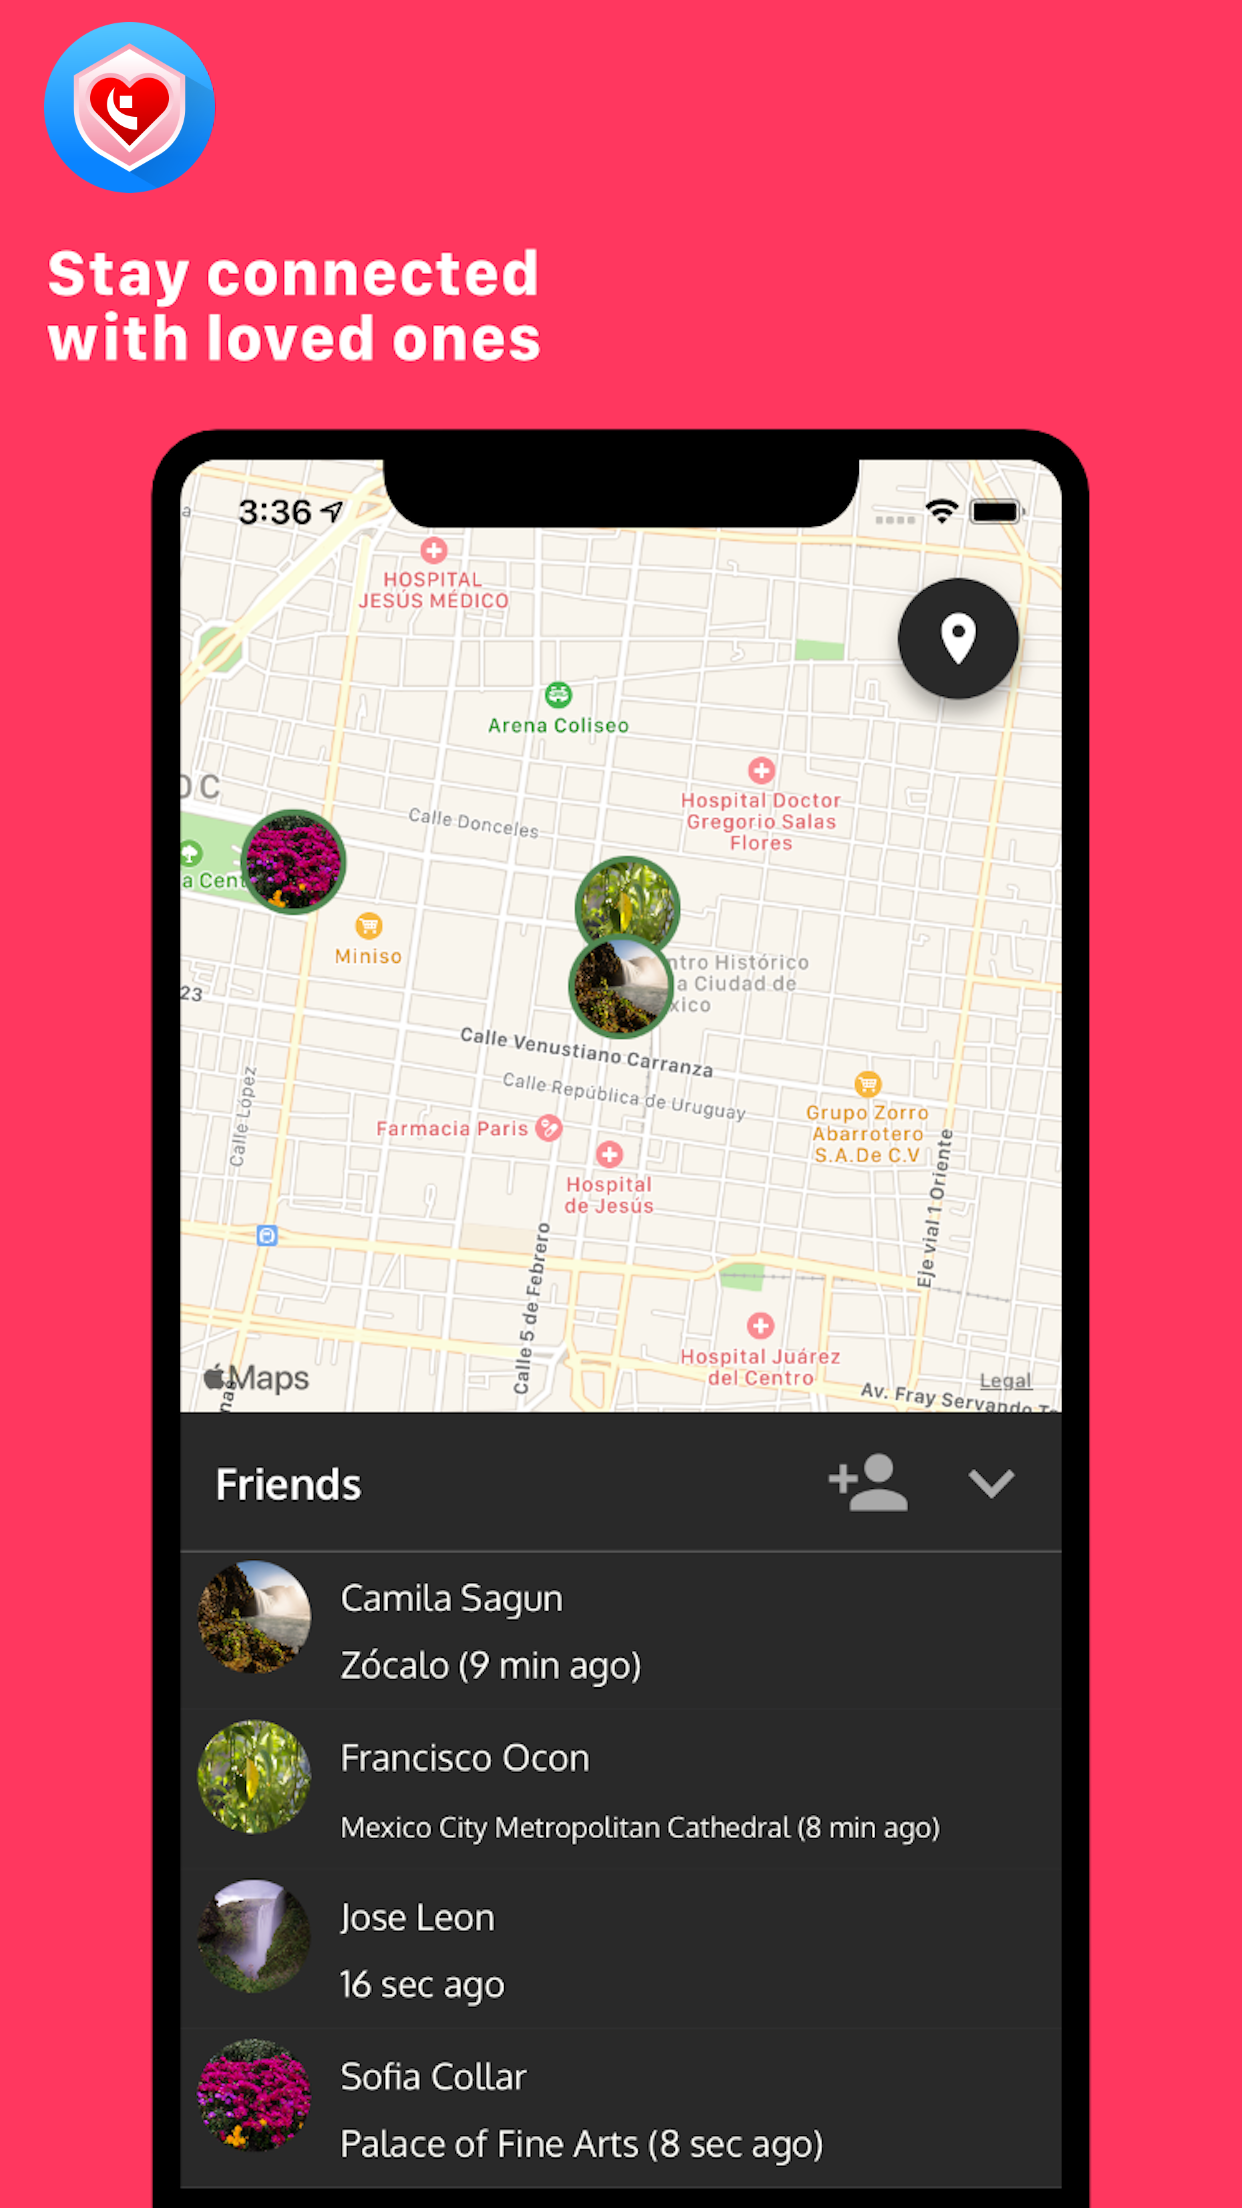 Stay connected
with loved ones
3:36
a
HOSPITAL
JESÚS MÉDICO
Arena Coliseo
OC
Hospital Doctor
Gregorio Salas
Flores
Calle Donceles
a Cent
Miniso
ntro Histórico
a Ciudad de
xico
23
Calle Venustiano Carranza
Calle República de Uruguay
Calle López
Grupo Zorro
Abarrotero
S.A.De C.V
Farmacia Paris
Hospital
de Jesús
Eje vial 1 Oriente
Calle 5 de Febrero
Hospital Juárez
del Centro
Maps
nas
Legal
Av. Fray Servando Te
Friends
Camila Sagun
Zócalo (9 min ago)
Francisco Ocon
Mexico City Metropolitan Cathedral (8 min ago)
Jose Leon
16 sec ago
Sofia Collar
Palace of Fine Arts (8 sec ago)